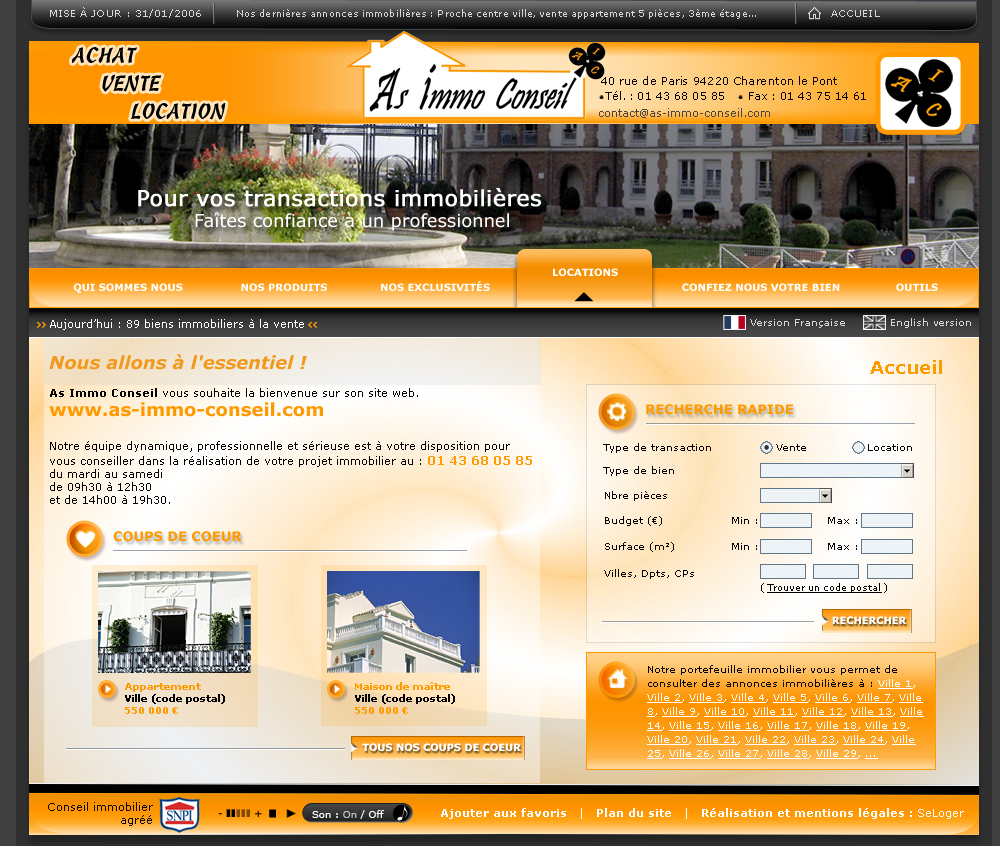 MISE À JOUR : 31/01/2006
Nos dernières annonces immobilières : Proche centre ville, vente appartement 5 pièces, 3ème étage...
ACCUEIL
ACHAT
VENTE
LOCATION
As Immo Conseil
A I C
40 rue de Paris 94220 Charenton le Pont
•Tél. : 01 43 68 05 85 • Fax : 01 43 75 14 61
contact@as-immo-conseil.com
A I C
Pour vos transactions immobilières
Faîtes confiance à un professionnel
QUI SOMMES NOUS
NOS PRODUITS
NOS EXCLUSIVITÉS
LOCATIONS
CONFIEZ NOUS VOTRE BIEN
OUTILS
>> Aujourd'hui : 89 biens immobiliers à la vente <<
Version Française
English version
Nous allons à l'essentiel !
As Immo Conseil vous souhaite la bienvenue sur son site web.
www.as-immo-conseil.com
Notre équipe dynamique, professionnelle et sérieuse est à votre disposition pour
vous conseiller dans la réalisation de votre projet immobilier au : 01 43 68 05 85
du mardi au samedi
de 09h30 à 12h30
et de 14h00 à 19h30.
COUPS DE COEUR
Appartement
Ville (code postal)
550 000 €
Maison de maître
Ville (code postal)
550 000 €
TOUS NOS COUPS DE COEUR
Accueil
RECHERCHE RAPIDE
Type de transaction
Vente
Location
Type de bien
Nbre pièces
Budget (€)
Min :
Max :
Surface (m²)
Min :
Max :
Villes, Dpts, CPs
( Trouver un code postal )
RECHERCHER
Notre portefeuille immobilier vous permet de
consulter des annonces immobilières à : Ville 1,
Ville 2, Ville 3, Ville 4, Ville 5, Ville 6, Ville 7, Ville
8, Ville 9, Ville 10, Ville 11, Ville 12, Ville 13, Ville
14, Ville 15, Ville 16, Ville 17, Ville 18, Ville 19,
Ville 20, Ville 21, Ville 22, Ville 23, Ville 24, Ville
25, Ville 26, Ville 27, Ville 28, Ville 29, ...
Conseil immobilier
agréé
SNPI
- +
Son : On / Off
Ajouter aux favoris | Plan du site | Réalisation et mentions légales : SeLoger